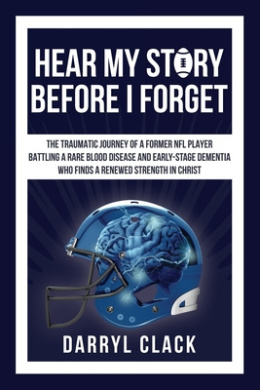 HEAR MY STORY
BEFORE I FORGET
THE TRAUMATIC JOURNEY OF A FORMER NFL PLAYER
BATTLING A RARE BLOOD DISEASE AND EARLY-STAGE DEMENTIA
WHO FINDS A RENEWED STRENGTH IN CHRIST
DARRYL CLACK